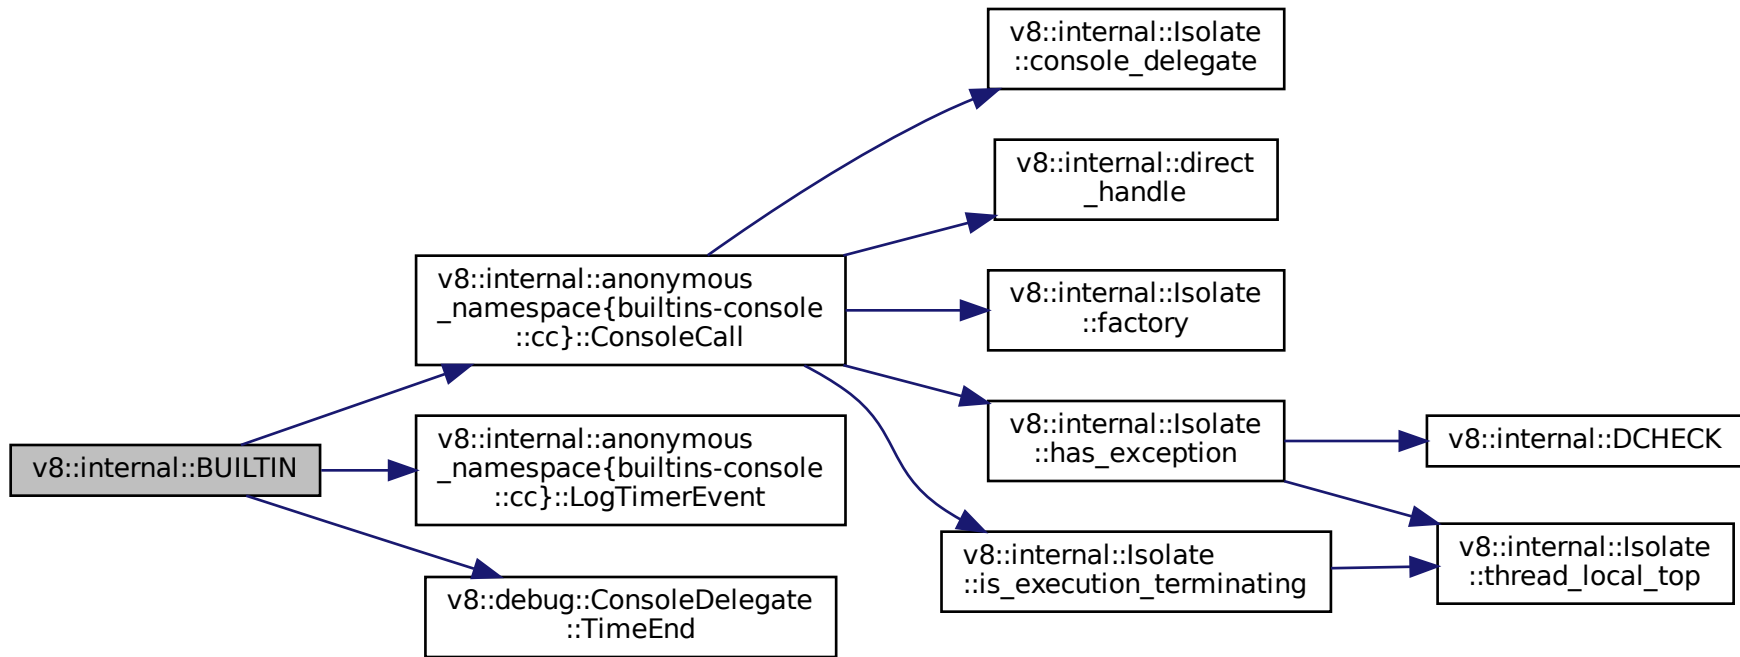 v8::internal::Isolate
::console_delegate
v8::internal::direct
_handle
v8::internal::anonymous
_namespace{builtins-console
::cc}::ConsoleCall
v8::internal::Isolate
::factory
v8::internal::Isolate
::has_exception
v8::internal::DCHECK
v8::internal::BUILTIN
v8::internal::anonymous
_namespace{builtins-console
::cc}::LogTimerEvent
v8::internal::Isolate
::is_execution_terminating
v8::internal::Isolate
::thread_local_top
v8::debug::ConsoleDelegate
::TimeEnd